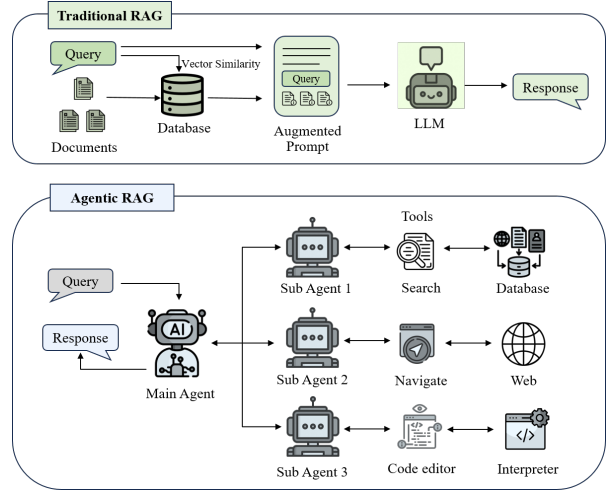 Traditional RAG
Query
Vector Similarity
Documents
Database
Query
Augmented
Prompt
LLM
Response
Agentic RAG
Query
Response
AI
Main Agent
Sub Agent 1
Tools
Search
Database
Sub Agent 2
Navigate
Web
Sub Agent 3
Code editor
</>
Interpreter